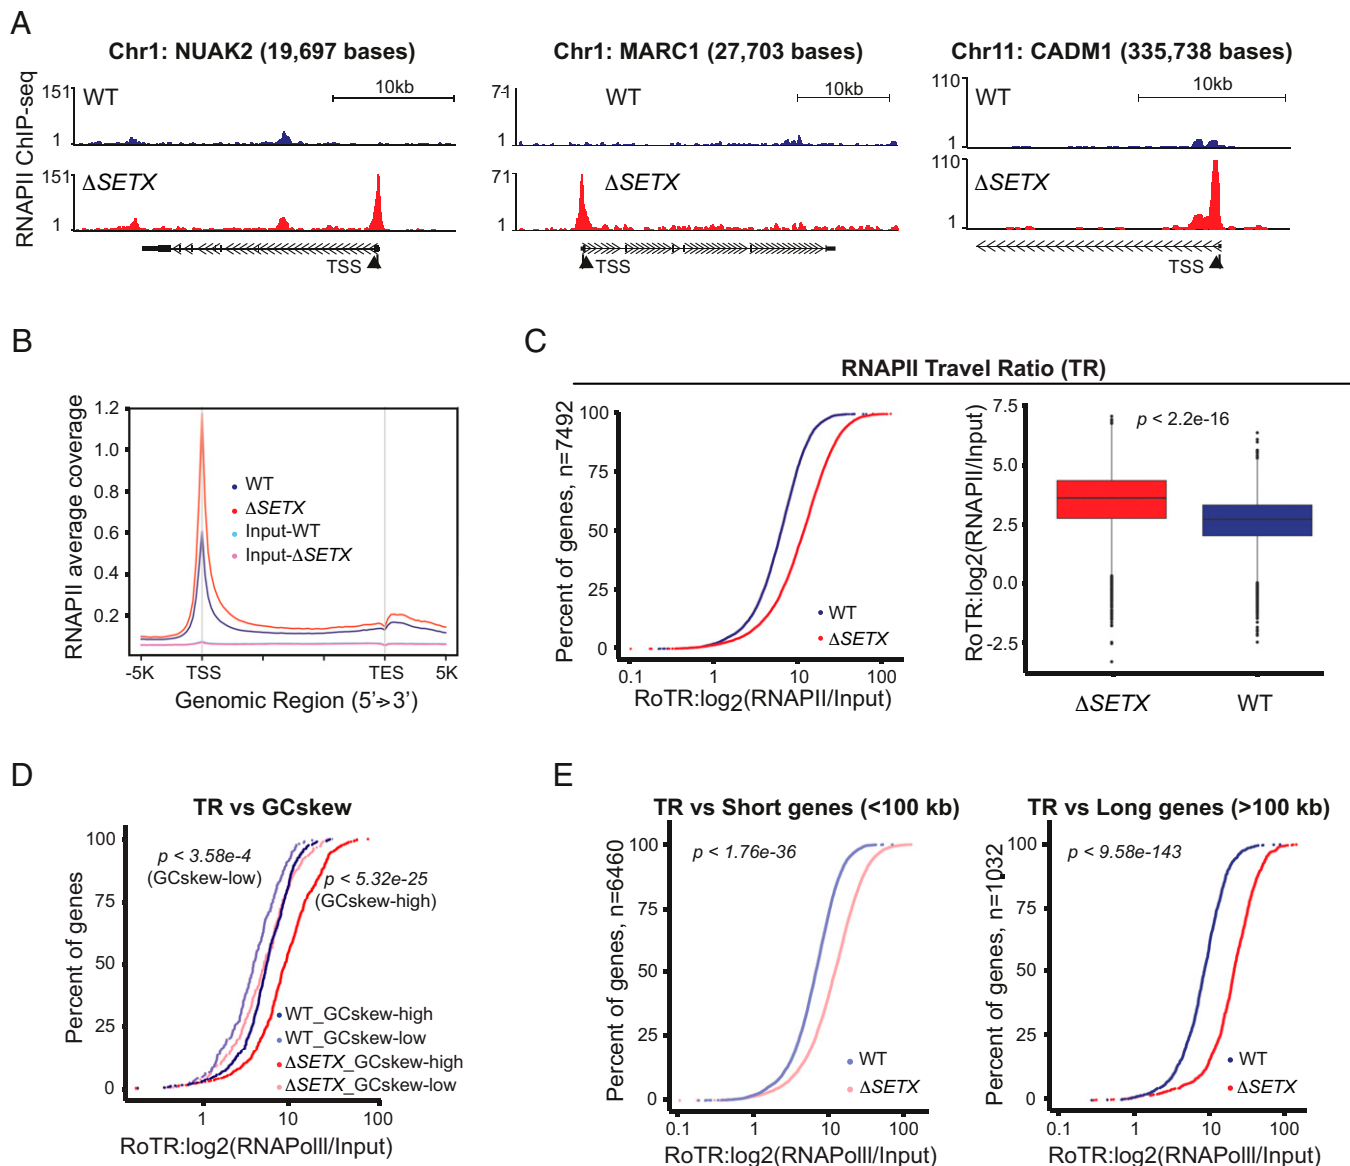 A
Chr1: NUAK2 (19,697 bases)
Chr1: MARC1 (27,703 bases)
Chr11: CADM1 (335,738 bases)
RNAPII ChIP-seq
151
WT
10kb
1
151
ΔSETX
1
TSS
71
WT
10kb
1
71
ΔSETX
1
TSS
110
WT
10kb
1
110
ΔSETX
1
TSS
B
RNAPII average coverage
1.2
1.0
0.8
0.6
0.4
0.2
WT
ΔSETX
Input-WT
Input-ΔSETX
-5K
TSS
TES
5K
Genomic Region (5'->3')
C
RNAPII Travel Ratio (TR)
Percent of genes, n=7492
100
75
50
25
0
WT
ΔSETX
0.1
1
10
100
RoTR:log2(RNAPII/Input)
RoTR:log2(RNAPII/Input)
7.5
5.0
2.5
0.0
-2.5
p < 2.2e-16
ΔSETX
WT
D
TR vs GCskew
Percent of genes
100
75
50
25
0
p < 3.58e-4
(GCskew-low)
p < 5.32e-25
(GCskew-high)
WT_GCskew-high
WT_GCskew-low
ΔSETX_GCskew-high
ΔSETX_GCskew-low
1
10
100
RoTR:log2(RNAPolII/Input)
E
TR vs Short genes (<100 kb)
Percent of genes, n=6460
100
75
50
25
0
p < 1.76e-36
WT
ΔSETX
0.1
1
10
100
RoTR:log2(RNAPolII/Input)
TR vs Long genes (>100 kb)
Percent of genes, n=1032
100
75
50
25
0
p < 9.58e-143
WT
ΔSETX
0.1
1
10
100
RoTR:log2(RNAPolII/Input)